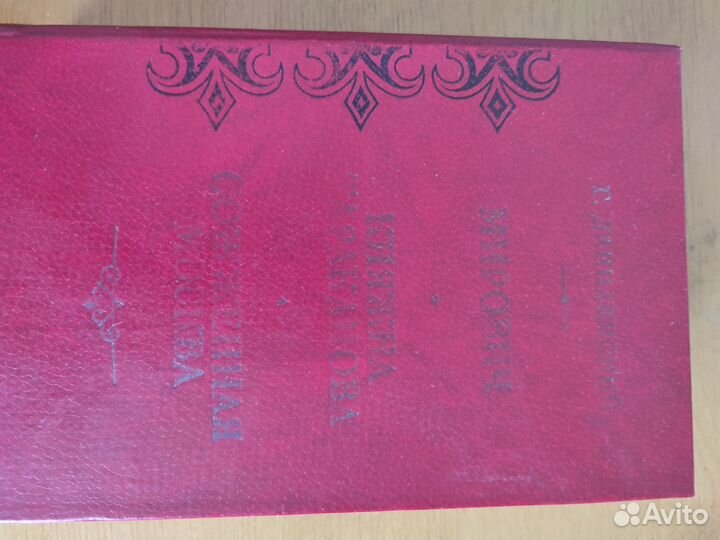 Г. ДАНИЛЕВСКИЙ
МИРОВИЧ
КНЯЖНА
ТАРАКАНОВА
СОЖЖЕННАЯ
МОСКВА
Avito